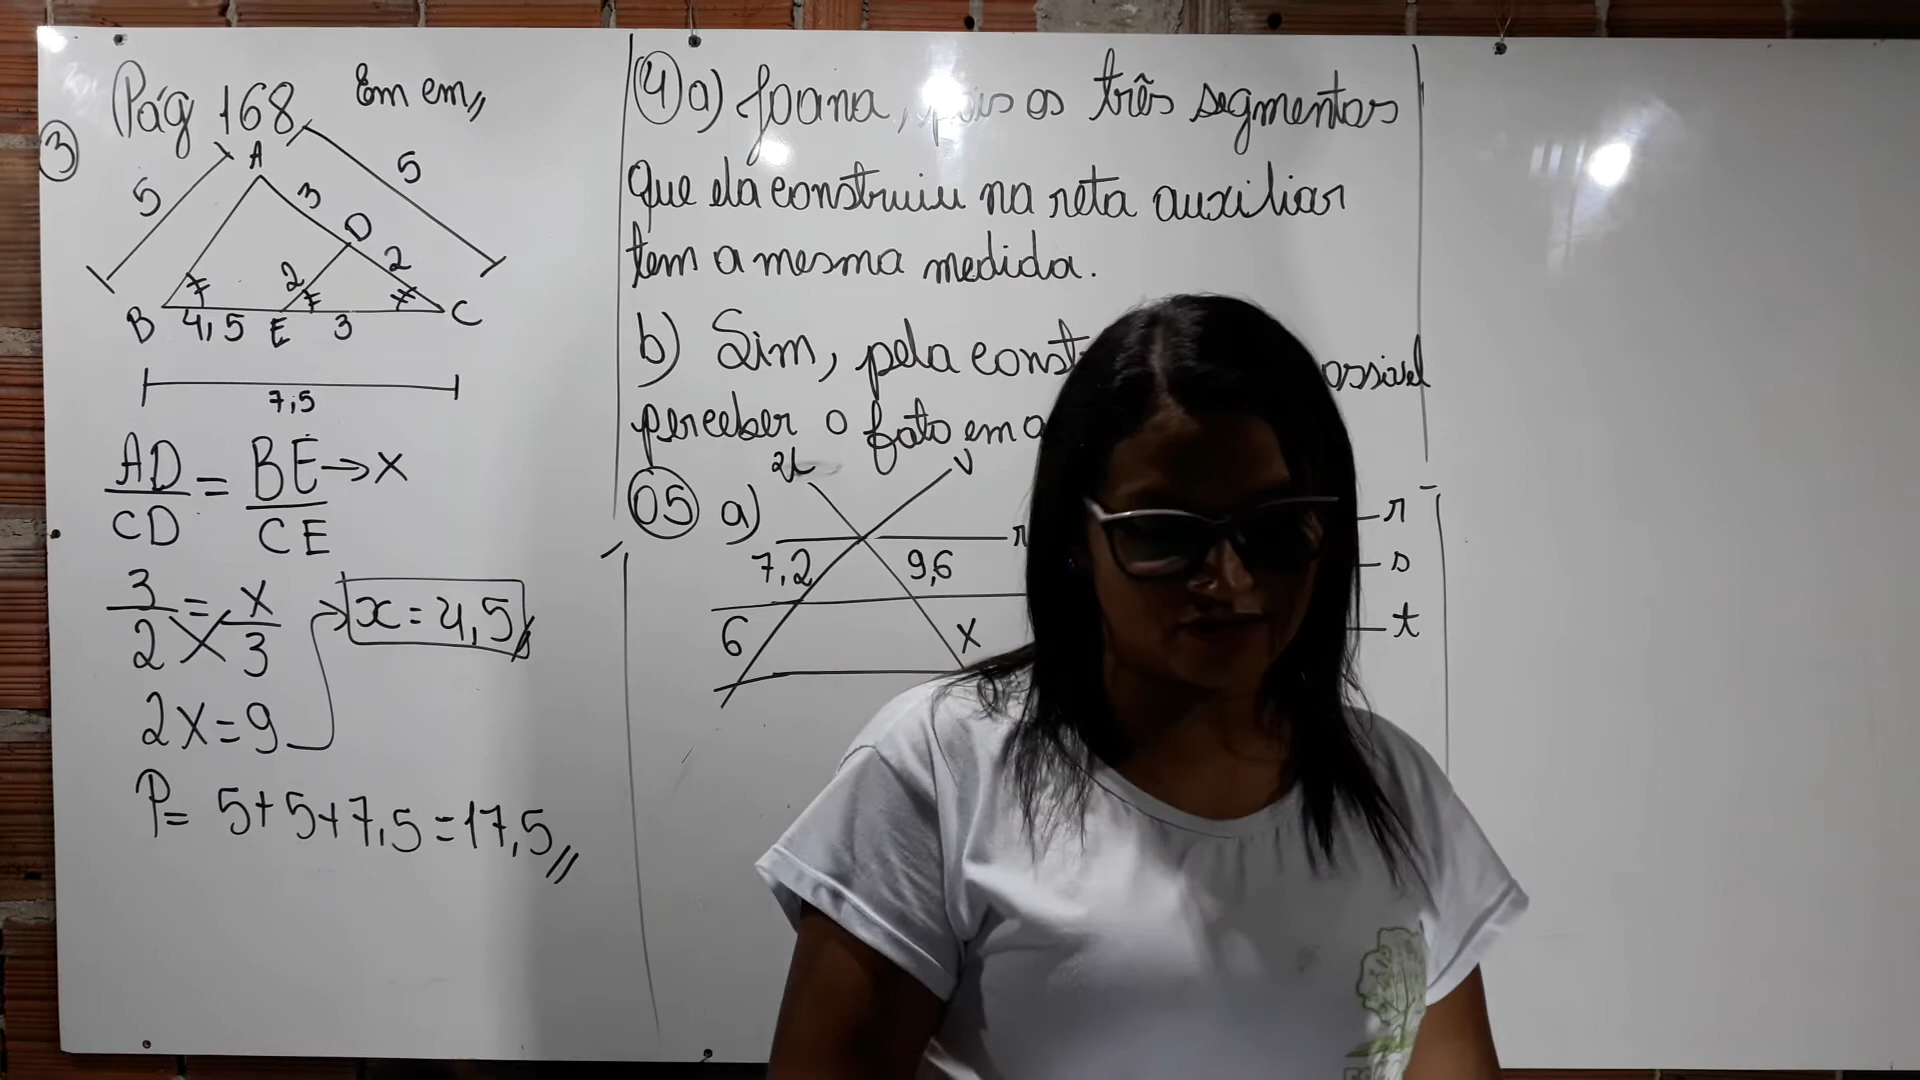 Pág 168
Em cm
3
A
5
5
3
D
2
2
B 4,5 E 3 C
7,5
AD/CD = BE/CE → x
3/2 = x/3
x = 4,5
2x = 9
P = 5 + 5 + 7,5 = 17,5
4 a) Joana, pois os três segmentos
que ela construiu na reta auxiliar
tem a mesma medida.
b) Sim, pela
perceber o fato em
05 a)
u v
r
7,2 9,6
6 x
r
s
t